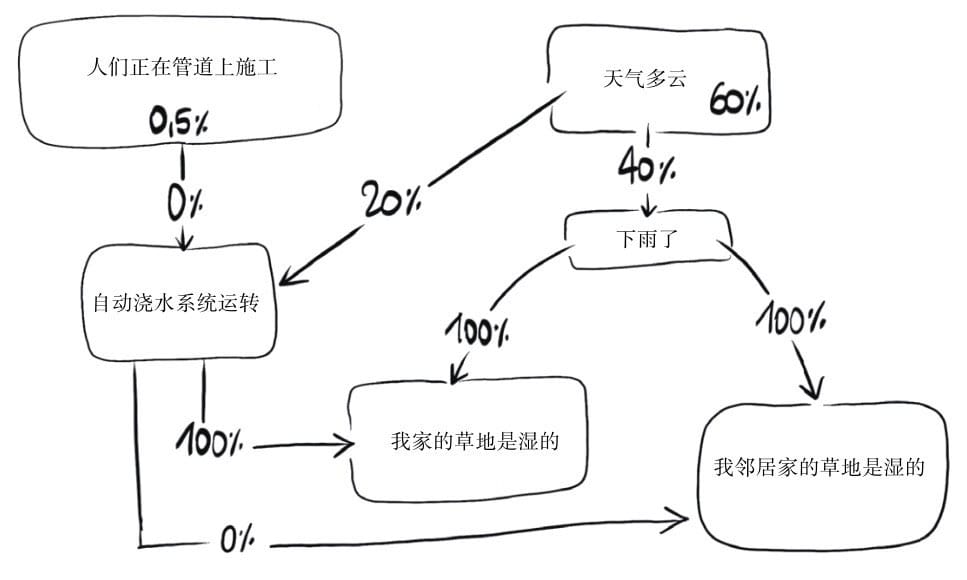 人们正在管道上施工
0,5%
天气多云
60%
0%
20%
40%
下雨了
自动浇水系统运转
100%
100%
100%
我家的草地是湿的
我邻居家的草地是湿的
0%